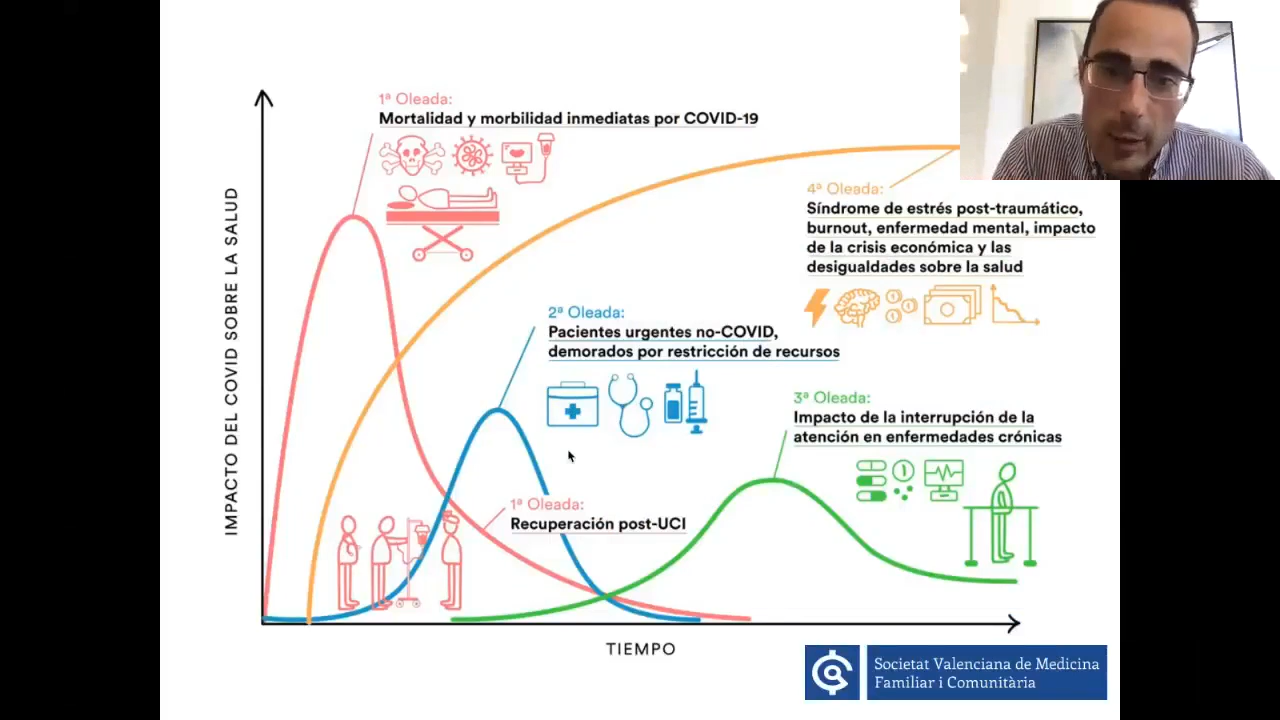 1ª Oleada:
Mortalidad y morbilidad inmediatas por COVID-19
4ª Oleada:
Síndrome de estrés post-traumático,
burnout, enfermedad mental, impacto
de la crisis económica y las
desigualdades sobre la salud
2ª Oleada:
Pacientes urgentes no-COVID,
demorados por restricción de recursos
3ª Oleada:
Impacto de la interrupción de la
atención en enfermedades crónicas
1ª Oleada:
Recuperación post-UCI
IMPACTO DEL COVID SOBRE LA SALUD
TIEMPO
Societat Valenciana de Medicina
Familiar i Comunitària